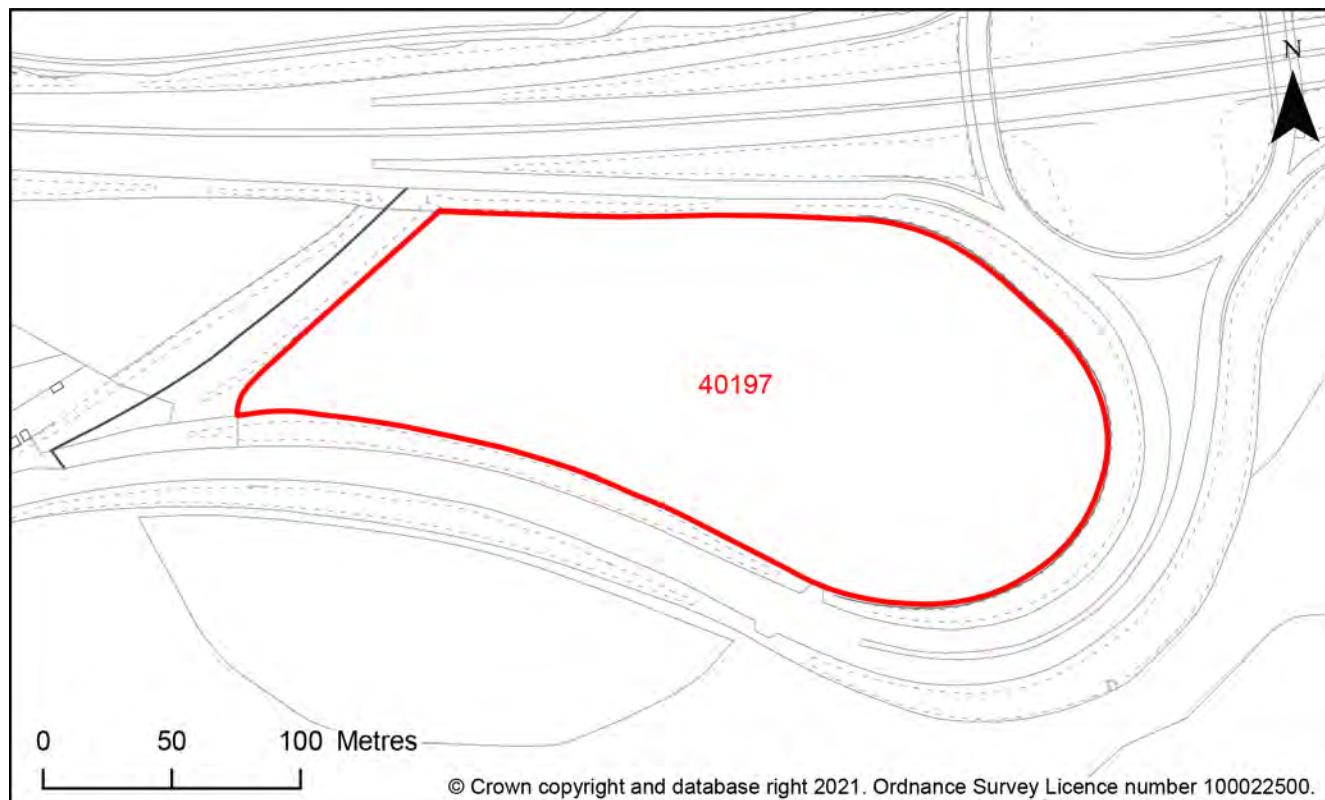 N
40197
0 50 100 Metres
© Crown copyright and database right 2021. Ordnance Survey Licence number 100022500.